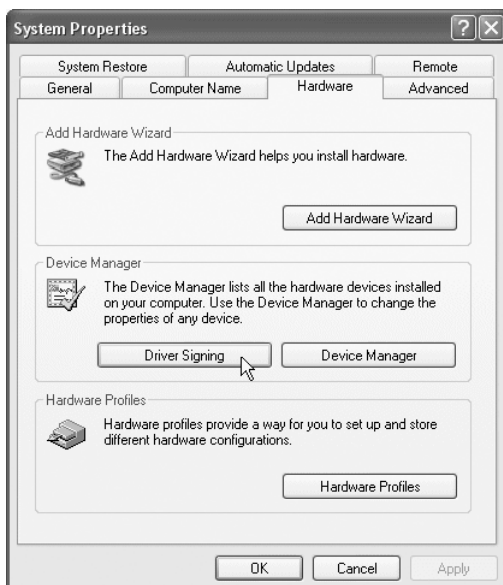 System Properties
System Restore
Automatic Updates
Remote
General
Computer Name
Hardware
Advanced
Add Hardware Wizard
The Add Hardware Wizard helps you install hardware.
Add Hardware Wizard
Device Manager
The Device Manager lists all the hardware devices installed
on your computer. Use the Device Manager to change the
properties of any device.
Driver Signing
Device Manager
Hardware Profiles
Hardware profiles provide a way for you to set up and store
different hardware configurations.
Hardware Profiles
OK
Cancel
Apply